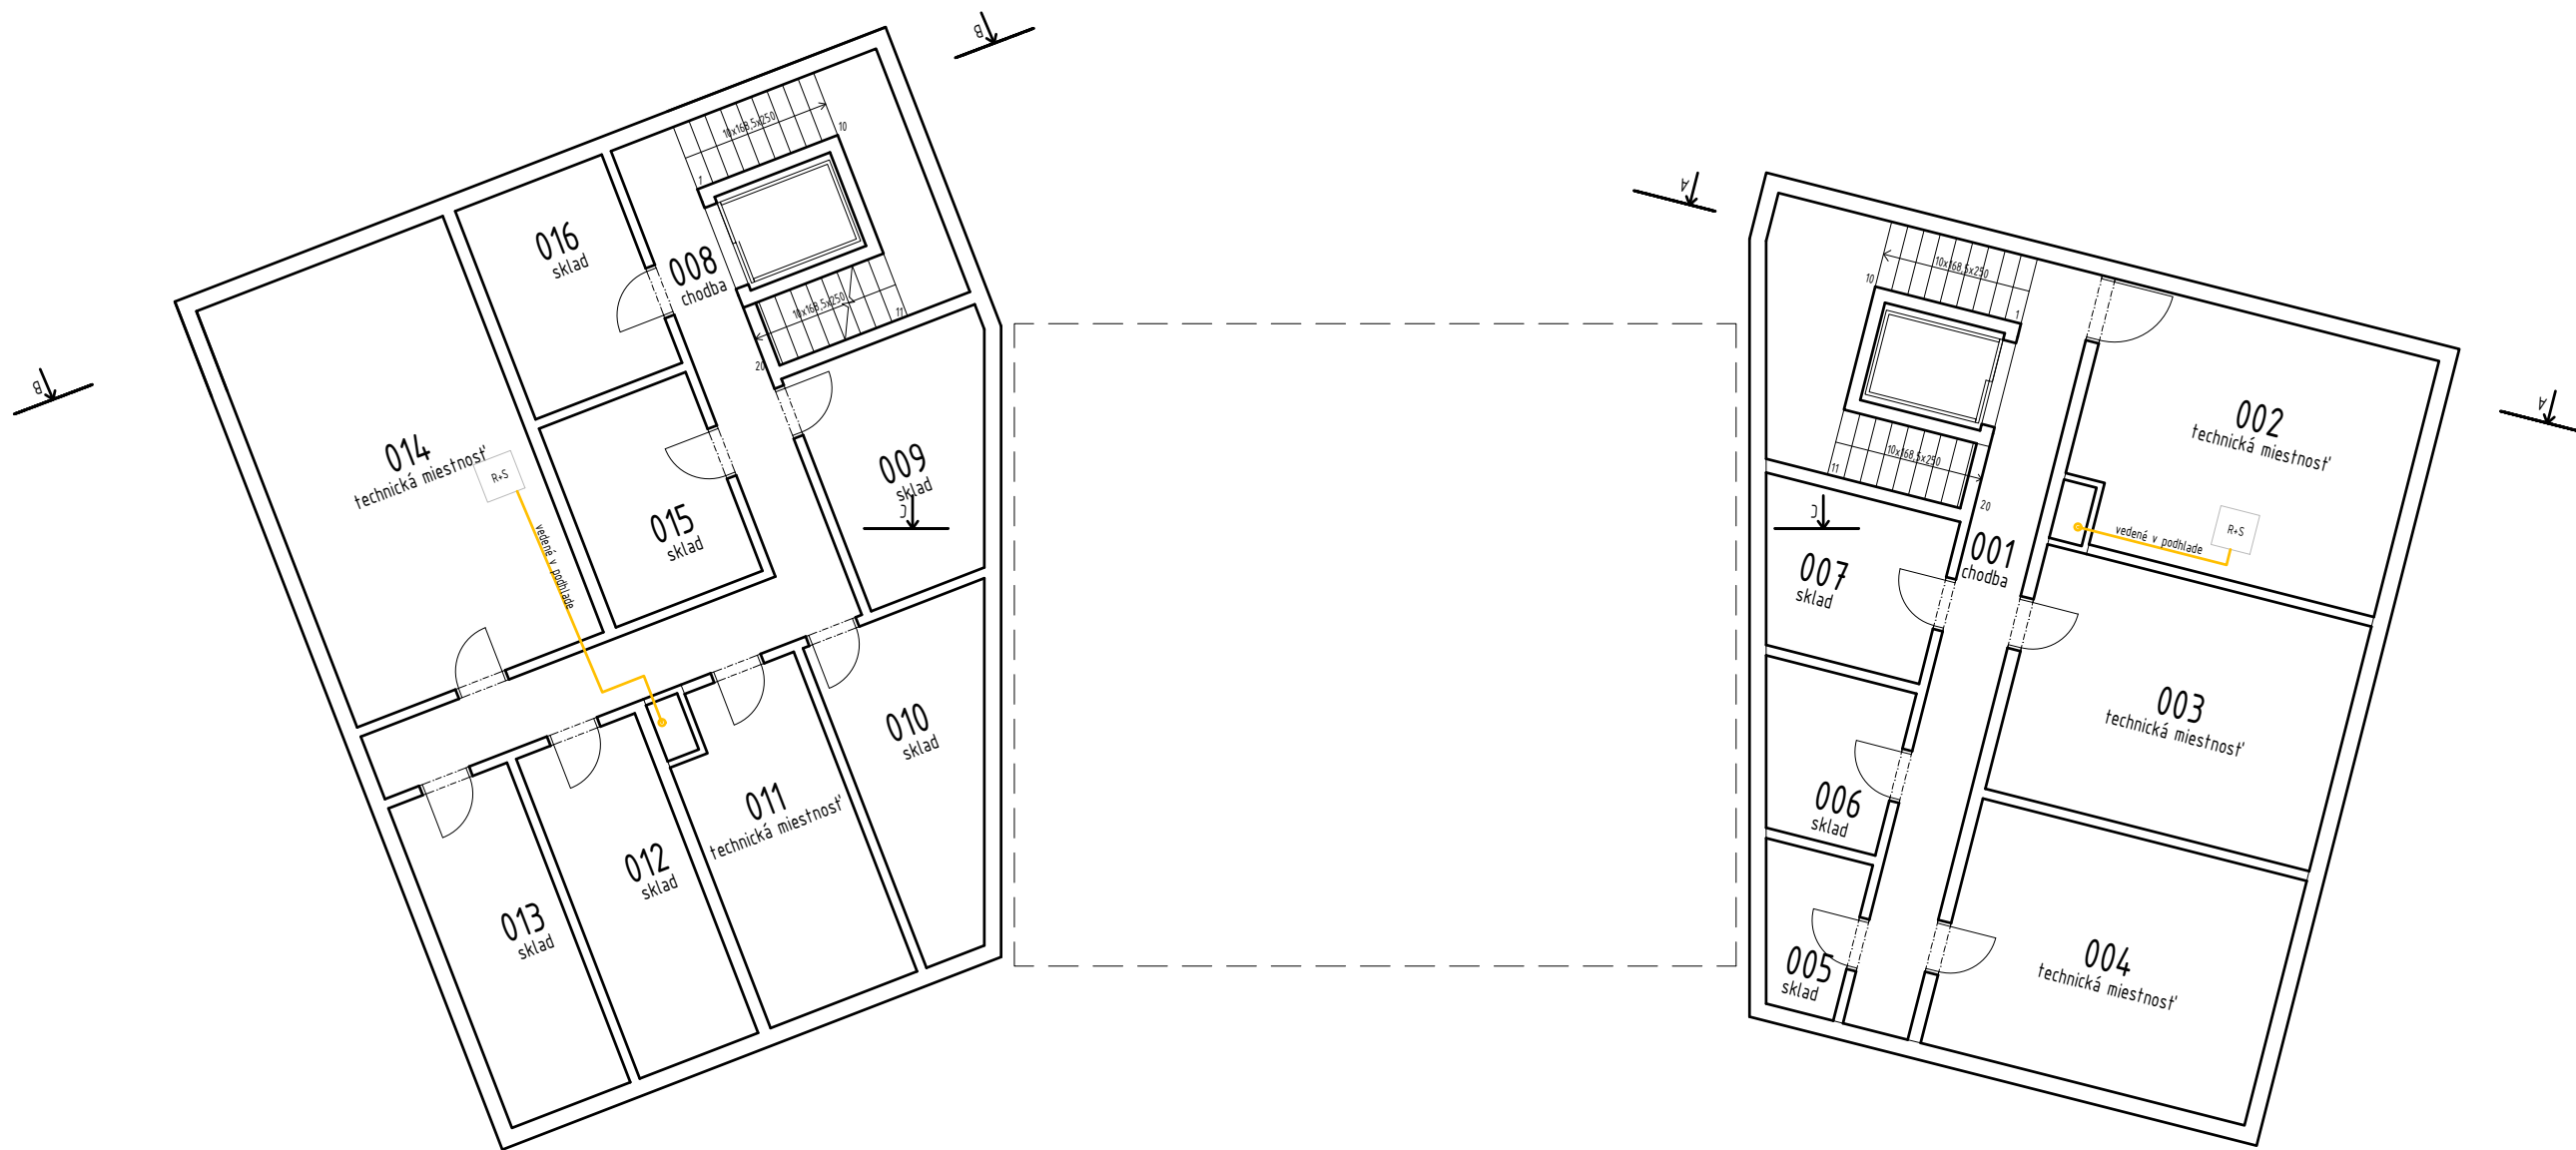 B
10x168,5x250
10
1
016
sklad
008
chodba
10x168,5x250
11
20
B
014
technická miestnosť
R+S
vedené v podhlade
015
sklad
009
sklad
C
010
sklad
011
technická miestnosť
012
sklad
013
sklad
A
10x168,5x250
10
1
002
technická miestnosť
A
10x168,5x250
11
20
R+S
vedené v podhlade
C
001
chodba
007
sklad
003
technická miestnosť
006
sklad
004
technická miestnosť
005
sklad